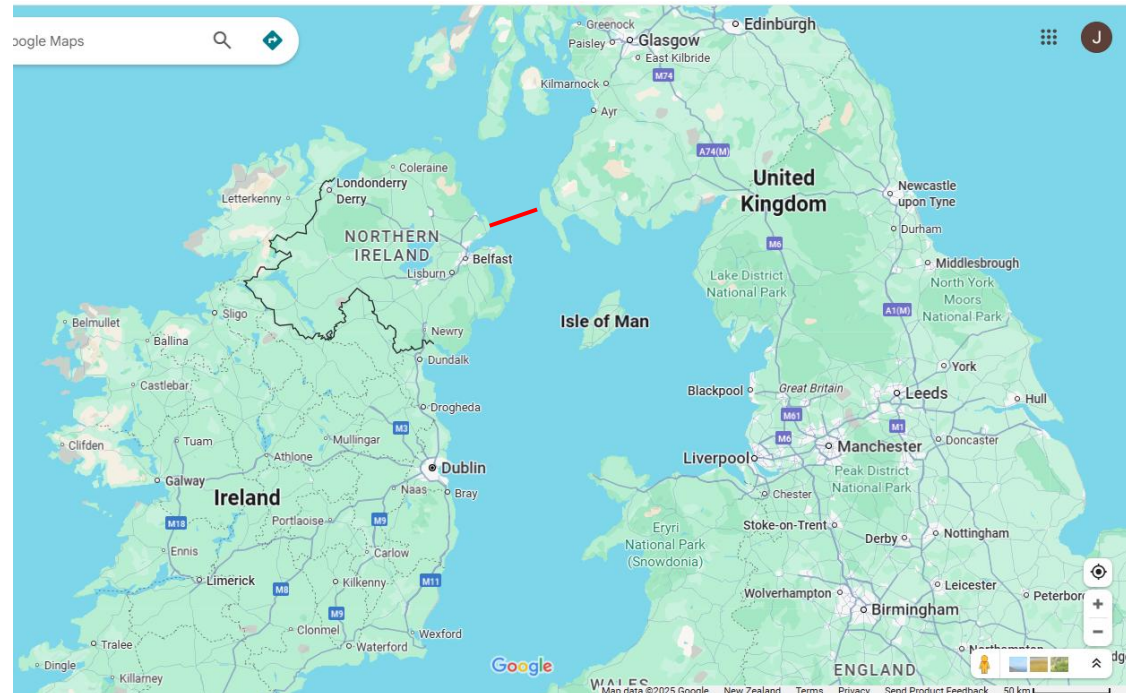 oogle Maps
J
Greenock
Edinburgh
Paisley
Glasgow
East Kilbride
M74
Kilmarnock
Ayr
A74(M)
Coleraine
United
Kingdom
Londonderry
Derry
Letterkenny
Newcastle
upon Tyne
Durham
NORTHERN
IRELAND
M6
Belfast
Lisburn
Middlesbrough
Lake District
National Park
North York
Moors
National Park
A1(M)
Sligo
Isle of Man
Belmullet
Newry
Ballina
Dundalk
York
Castlebar
Blackpool
Great Britain
Leeds
Hull
Drogheda
M61
M3
M1
Clifden
Tuam
Mullingar
M6
Manchester
Doncaster
Athlone
Liverpool
Dublin
Peak District
National Park
Galway
Naas
Bray
Chester
Ireland
Portlaoise
M9
M18
Eryri
National Park
(Snowdonia)
Stoke-on-Trent
Derby
Nottingham
Ennis
Carlow
Limerick
M8
Kilkenny
M11
Wolverhampton
Leicester
Peterbor
Birmingham
M9
Clonmel
Wexford
Waterford
Tralee
Dingle
Killarney
Google
WALES
ENGLAND
Northampton
dg
Map data ©2025 Google New Zealand Terms Privacy Send Product Feedback 50 km